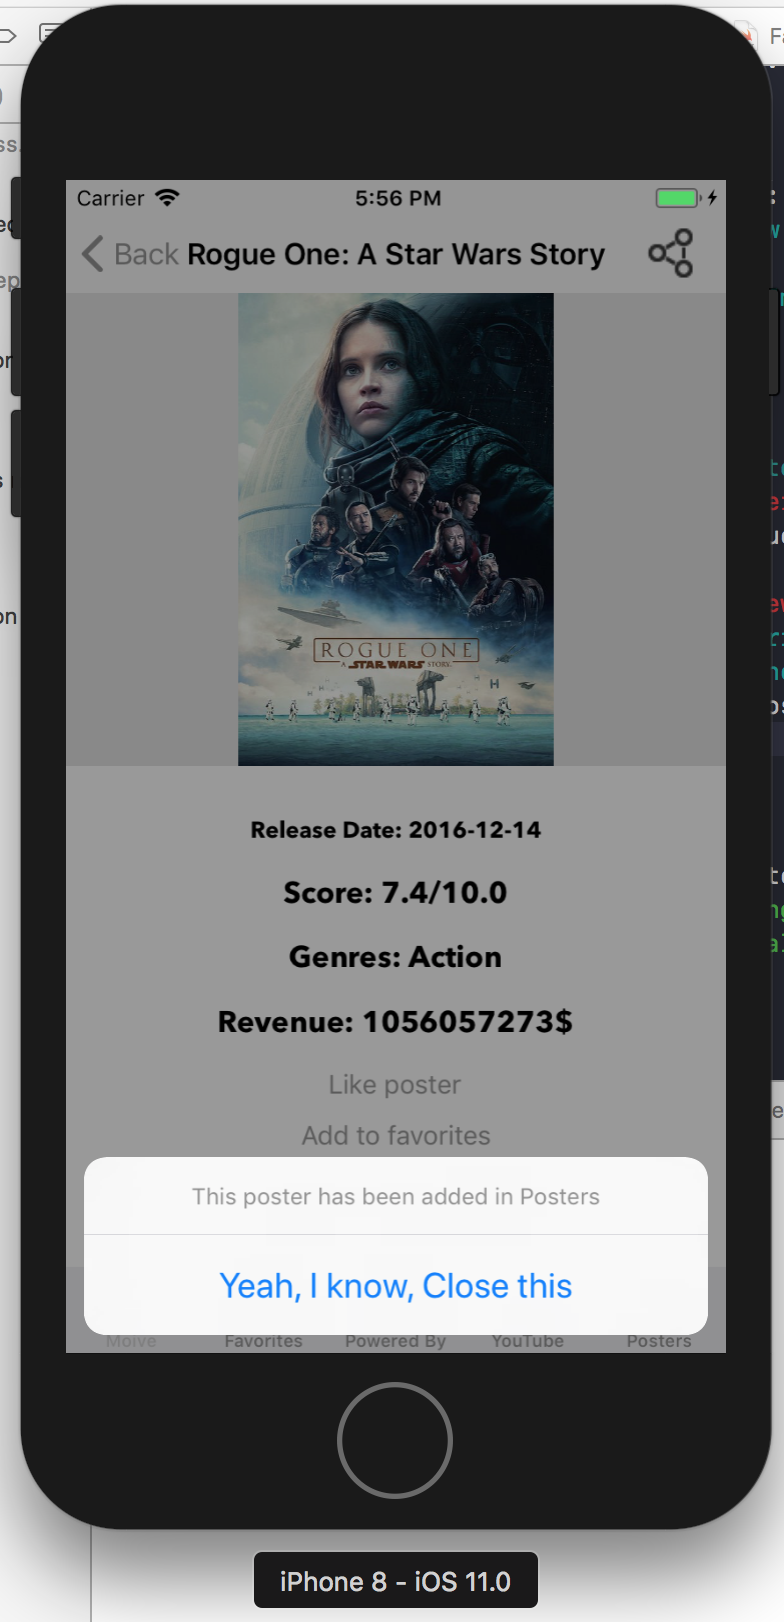 Carrier
5:56 PM
Back
Rogue One: A Star Wars Story
ROGUE ONE
A STAR WARS STORY
Release Date: 2016-12-14
Score: 7.4/10.0
Genres: Action
Revenue: 1056057273$
Like poster
Add to favorites
This poster has been added in Posters
Yeah, I know, Close this
Moive
Favorites
Powered By
YouTube
Posters
iPhone 8 - iOS 11.0